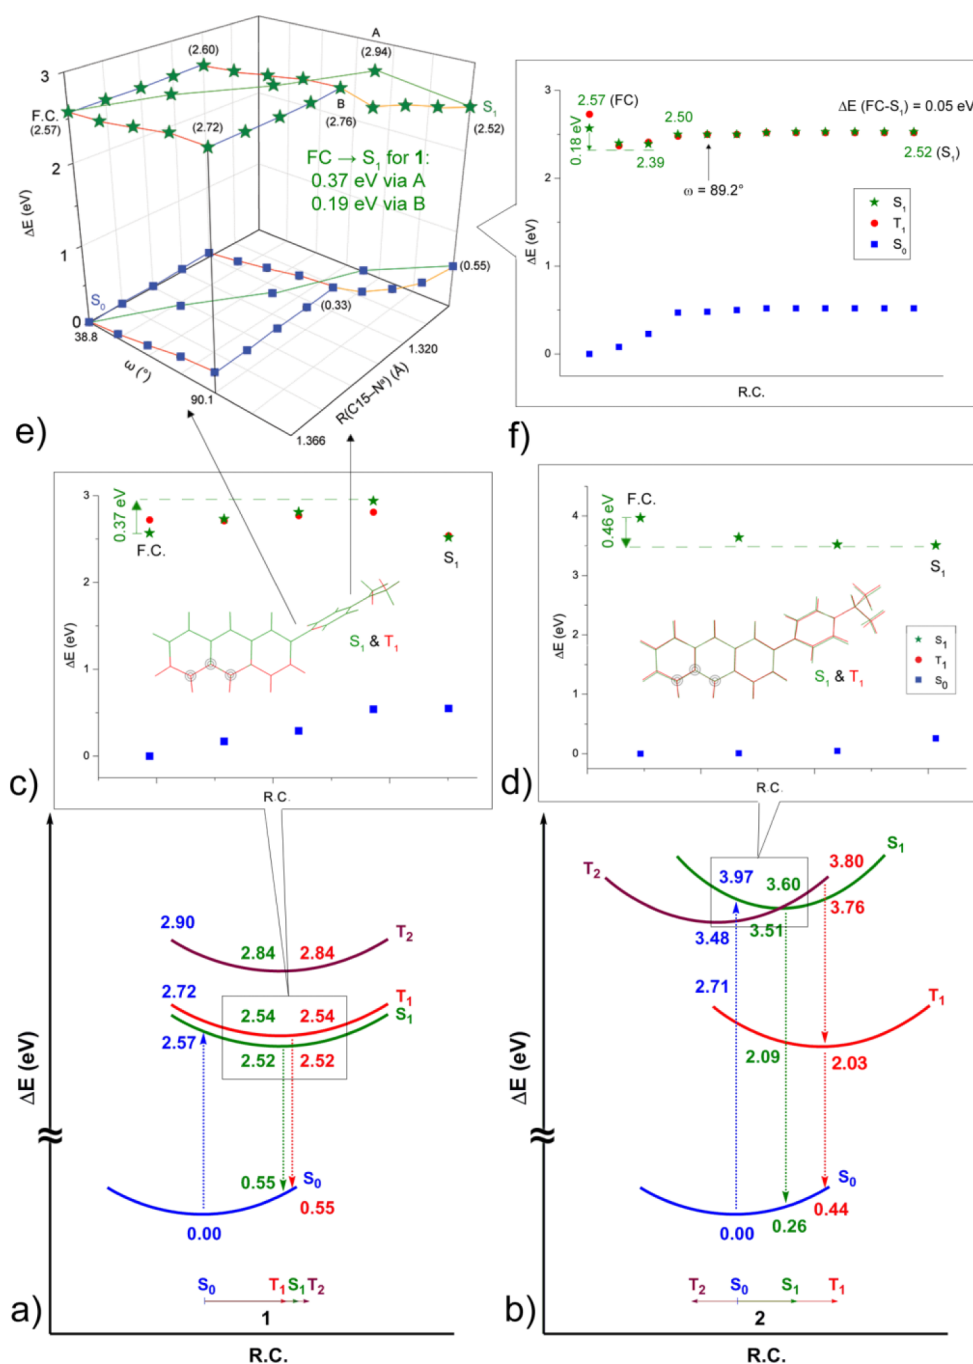 e)
ΔE (eV)
3
2
1
0
F.C.
(2.57)
(2.60)
A
(2.94)
B
(2.76)
(2.72)
S1
(2.52)
FC → S1 for 1:
0.37 eV via A
0.19 eV via B
S0
(0.55)
(0.33)
38.8
ω (°)
90.1
1.366
R(C15–Nᵃ) (Å)
1.320
f)
ΔE (eV)
3
2
1
0
2.57 (FC)
0.18 eV
2.39
2.50
ω = 89.2°
ΔE (FC-S1) = 0.05 eV
2.52 (S1)
S1
T1
S0
R.C.
c)
ΔE (eV)
3
2
1
0
0.37 eV
F.C.
S1
S1 & T1
R.C.
d)
ΔE (eV)
4
3
2
1
0
0.46 eV
F.C.
S1
S1 & T1
S1
T1
S0
R.C.
a)
ΔE (eV)
2.90
2.84
2.84
T2
2.72
2.54
2.54
T1
S1
2.57
2.52
2.52
S0
0.55
0.55
0.00
S0
T1
S1
T2
1
R.C.
b)
ΔE (eV)
S1
T2
3.97
3.60
3.80
3.76
3.48
3.51
2.71
T1
2.09
2.03
S0
0.44
0.26
0.00
T2
S0
S1
T1
2
R.C.